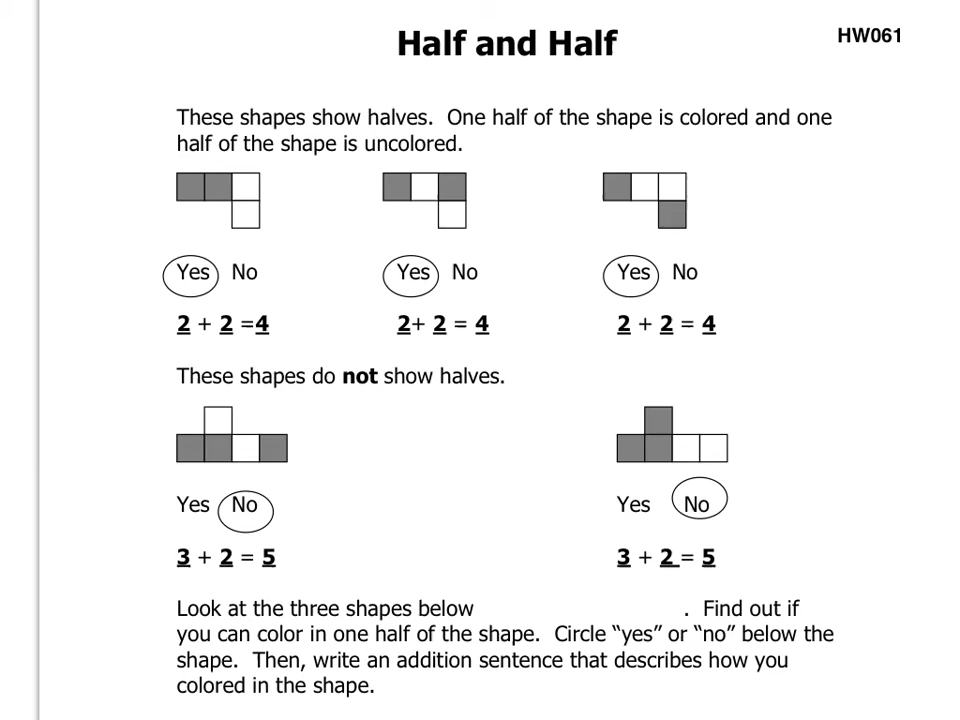 Half and Half
HW061
These shapes show halves.  One half of the shape is colored and one
half of the shape is uncolored.
Yes No Yes No Yes No
2 + 2 =4 2+ 2 = 4 2 + 2 = 4
These shapes do not show halves.
Yes No Yes No
3 + 2 = 5 3 + 2 = 5
Look at the three shapes below . Find out if
you can color in one half of the shape.  Circle “yes” or “no” below the
shape.  Then, write an addition sentence that describes how you
colored in the shape.